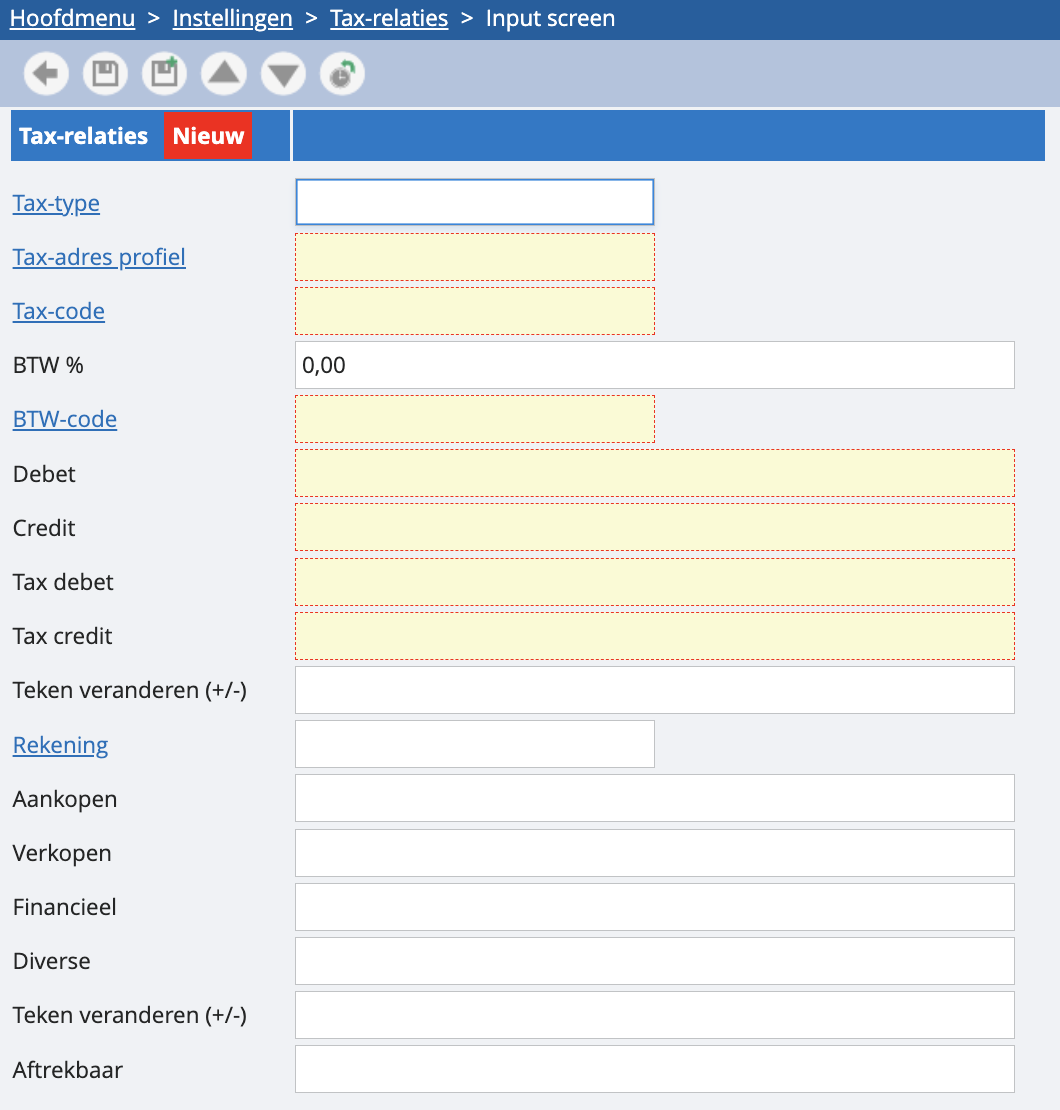 Hoofdmenu > Instellingen > Tax-relaties > Input screen
Tax-relaties Nieuw
Tax-type
Tax-adres profiel
Tax-code
BTW % 0,00
BTW-code
Debet
Credit
Tax debet
Tax credit
Teken veranderen (+/-)
Rekening
Aankopen
Verkopen
Financieel
Diverse
Teken veranderen (+/-)
Aftrekbaar